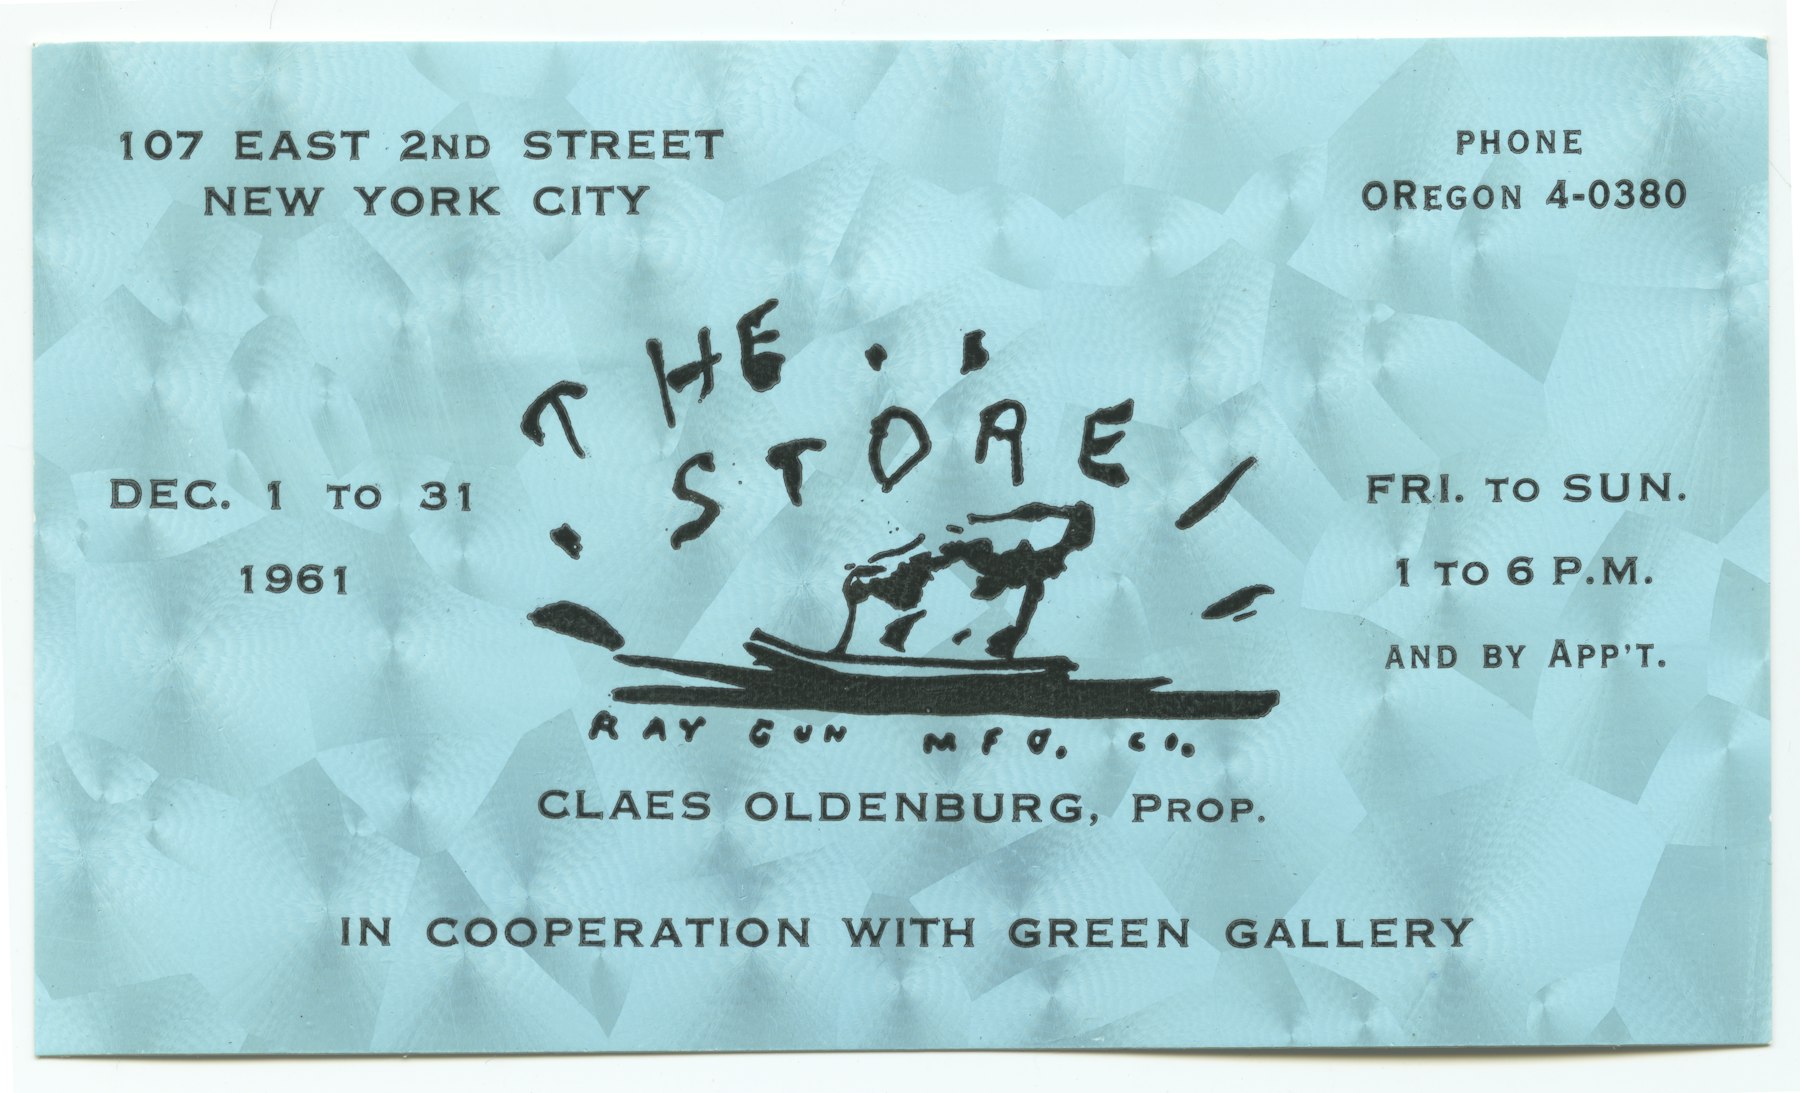 107 EAST 2ND STREET
NEW YORK CITY
PHONE
OREGON 4-0380
THE
STORE
DEC. 1 TO 31
1961
FRI. TO SUN.
1 TO 6 P.M.
AND BY APP'T.
RAY GUN MFG. CO.
CLAES OLDENBURG, PROP.
IN COOPERATION WITH GREEN GALLERY